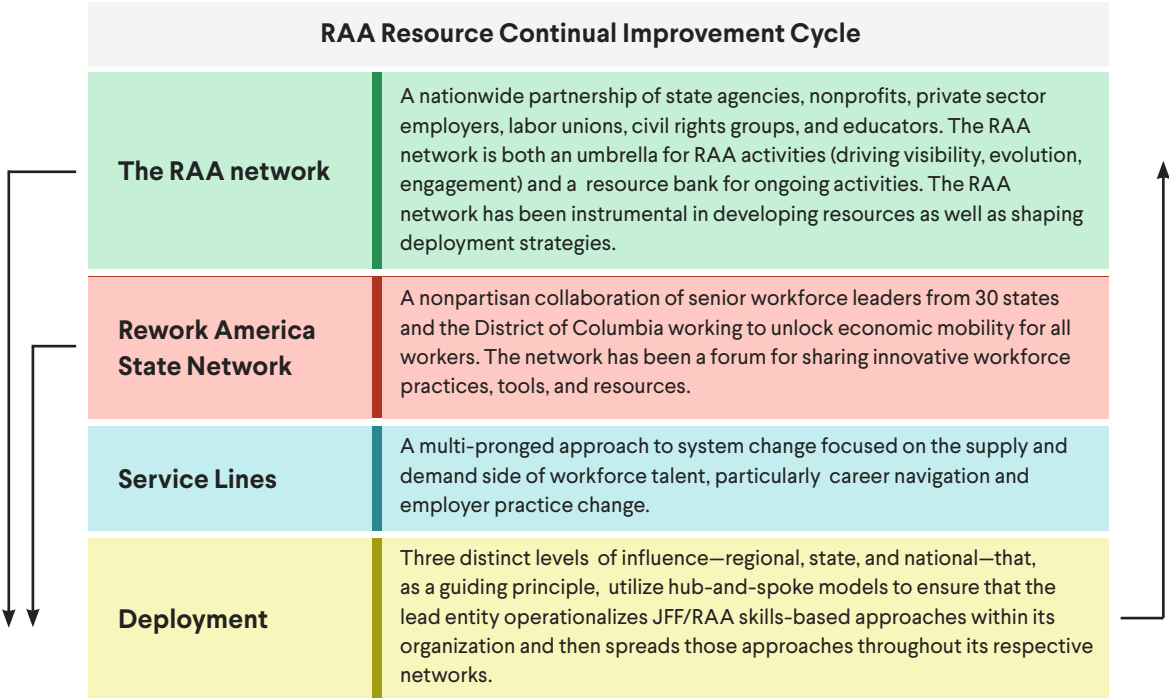 RAA Resource Continual Improvement Cycle
The RAA network
A nationwide partnership of state agencies, nonprofits, private sector
employers, labor unions, civil rights groups, and educators. The RAA
network is both an umbrella for RAA activities (driving visibility, evolution,
engagement) and a resource bank for ongoing activities. The RAA
network has been instrumental in developing resources as well as shaping
deployment strategies.
Rework America
State Network
A nonpartisan collaboration of senior workforce leaders from 30 states
and the District of Columbia working to unlock economic mobility for all
workers. The network has been a forum for sharing innovative workforce
practices, tools, and resources.
Service Lines
A multi-pronged approach to system change focused on the supply and
demand side of workforce talent, particularly career navigation and
employer practice change.
Deployment
Three distinct levels of influence—regional, state, and national—that,
as a guiding principle, utilize hub-and-spoke models to ensure that the
lead entity operationalizes JFF/RAA skills-based approaches within its
organization and then spreads those approaches throughout its respective
networks.